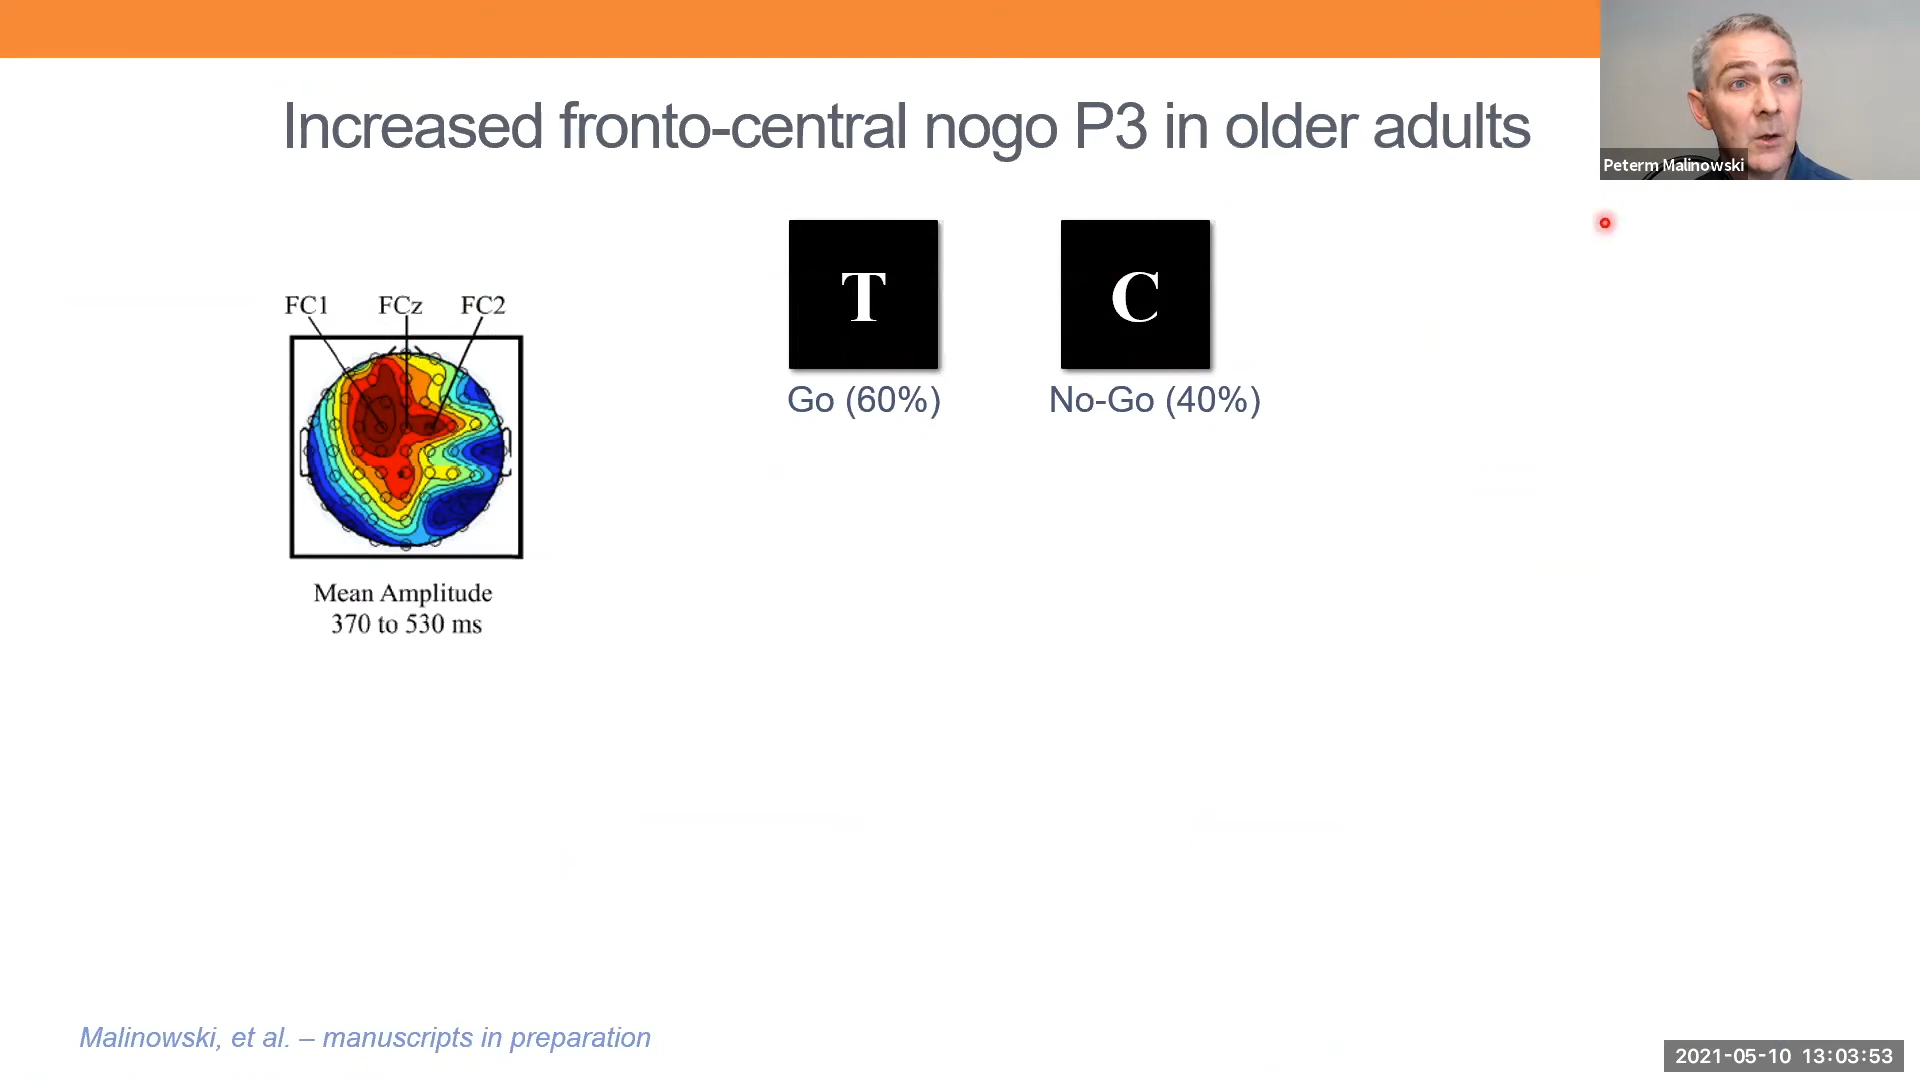 Increased fronto-central nogo P3 in older adults
Peterm Malinowski
T
C
Go (60%)
No-Go (40%)
FC1
FCz
FC2
Mean Amplitude
370 to 530 ms
Malinowski, et al. – manuscripts in preparation
2021-05-10 13:03:53